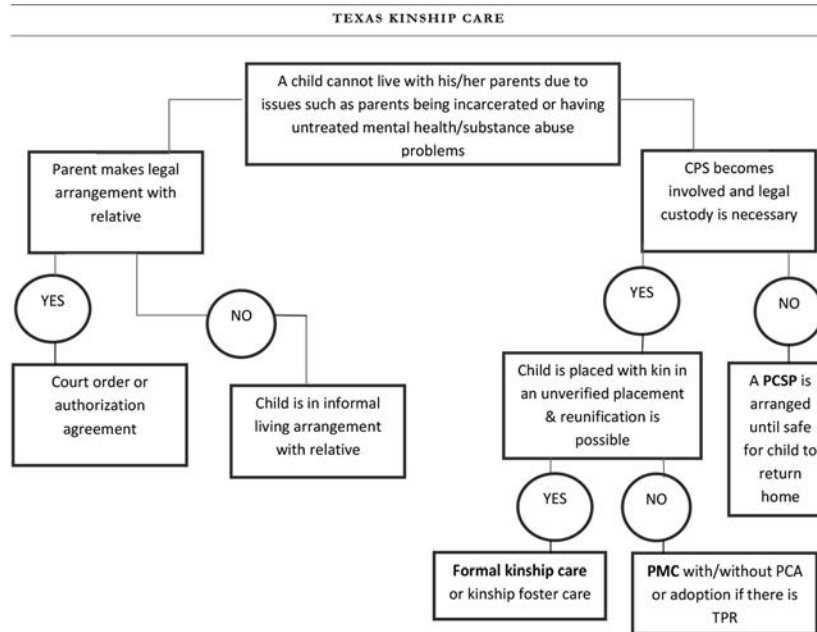 TEXAS KINSHIP CARE
A child cannot live with his/her parents due to
issues such as parents being incarcerated or having
untreated mental health/substance abuse
problems
Parent makes legal
arrangement with
relative
CPS becomes
involved and legal
custody is necessary
YES
NO
YES
NO
Court order or
authorization
agreement
Child is in informal
living arrangement
with relative
Child is placed with kin in
an unverified placement
& reunification is
possible
A PCSP is
arranged
until safe
for child to
return
home
YES
NO
Formal kinship care
or kinship foster care
PMC with/without PCA
or adoption if there is
TPR